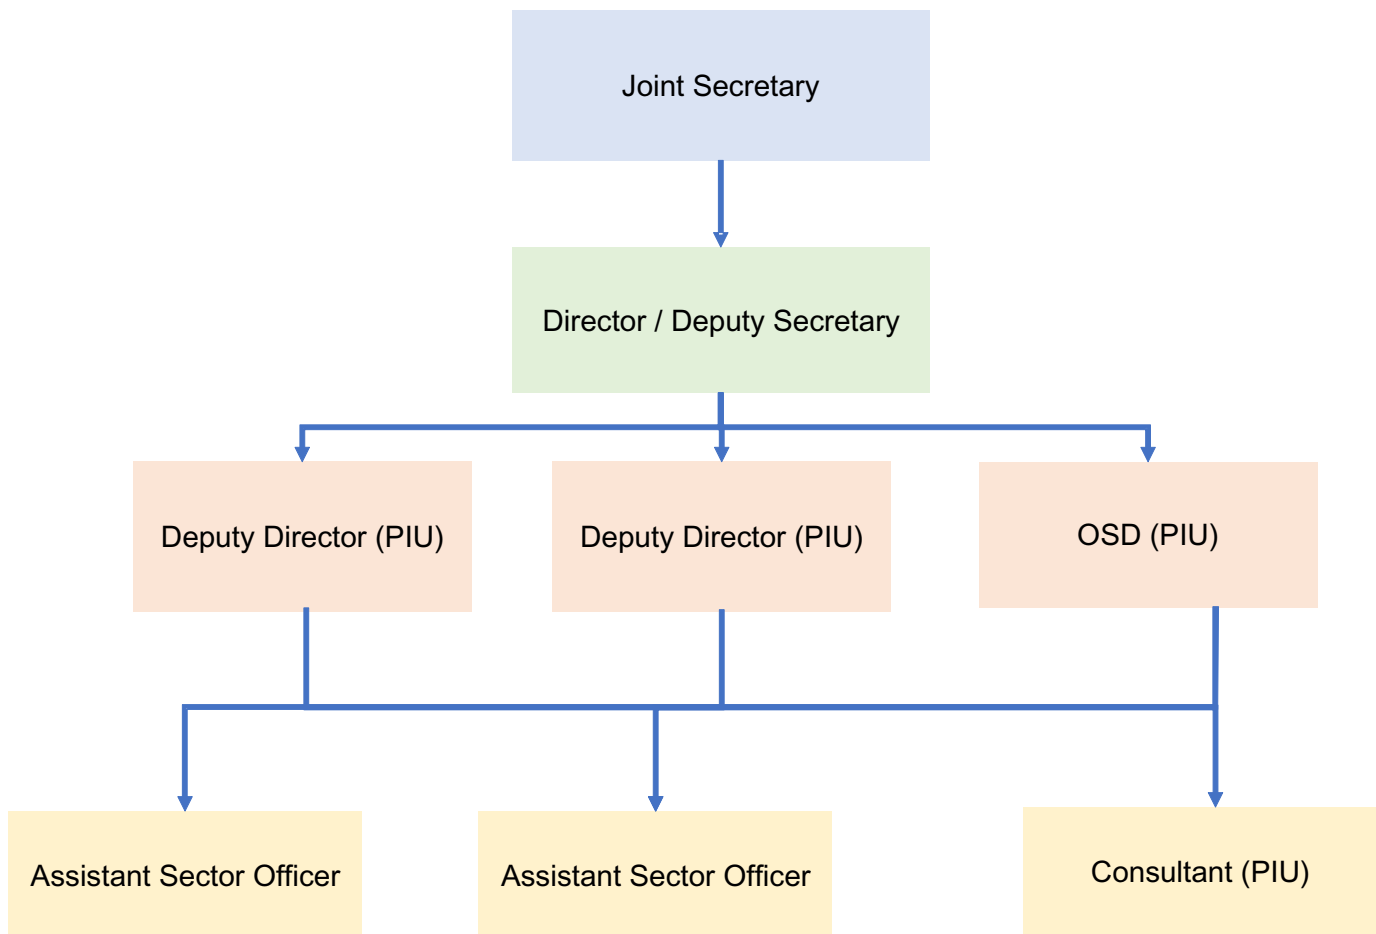 Joint Secretary
Director / Deputy Secretary
Deputy Director (PIU)
Deputy Director (PIU)
OSD (PIU)
Assistant Sector Officer
Assistant Sector Officer
Consultant (PIU)